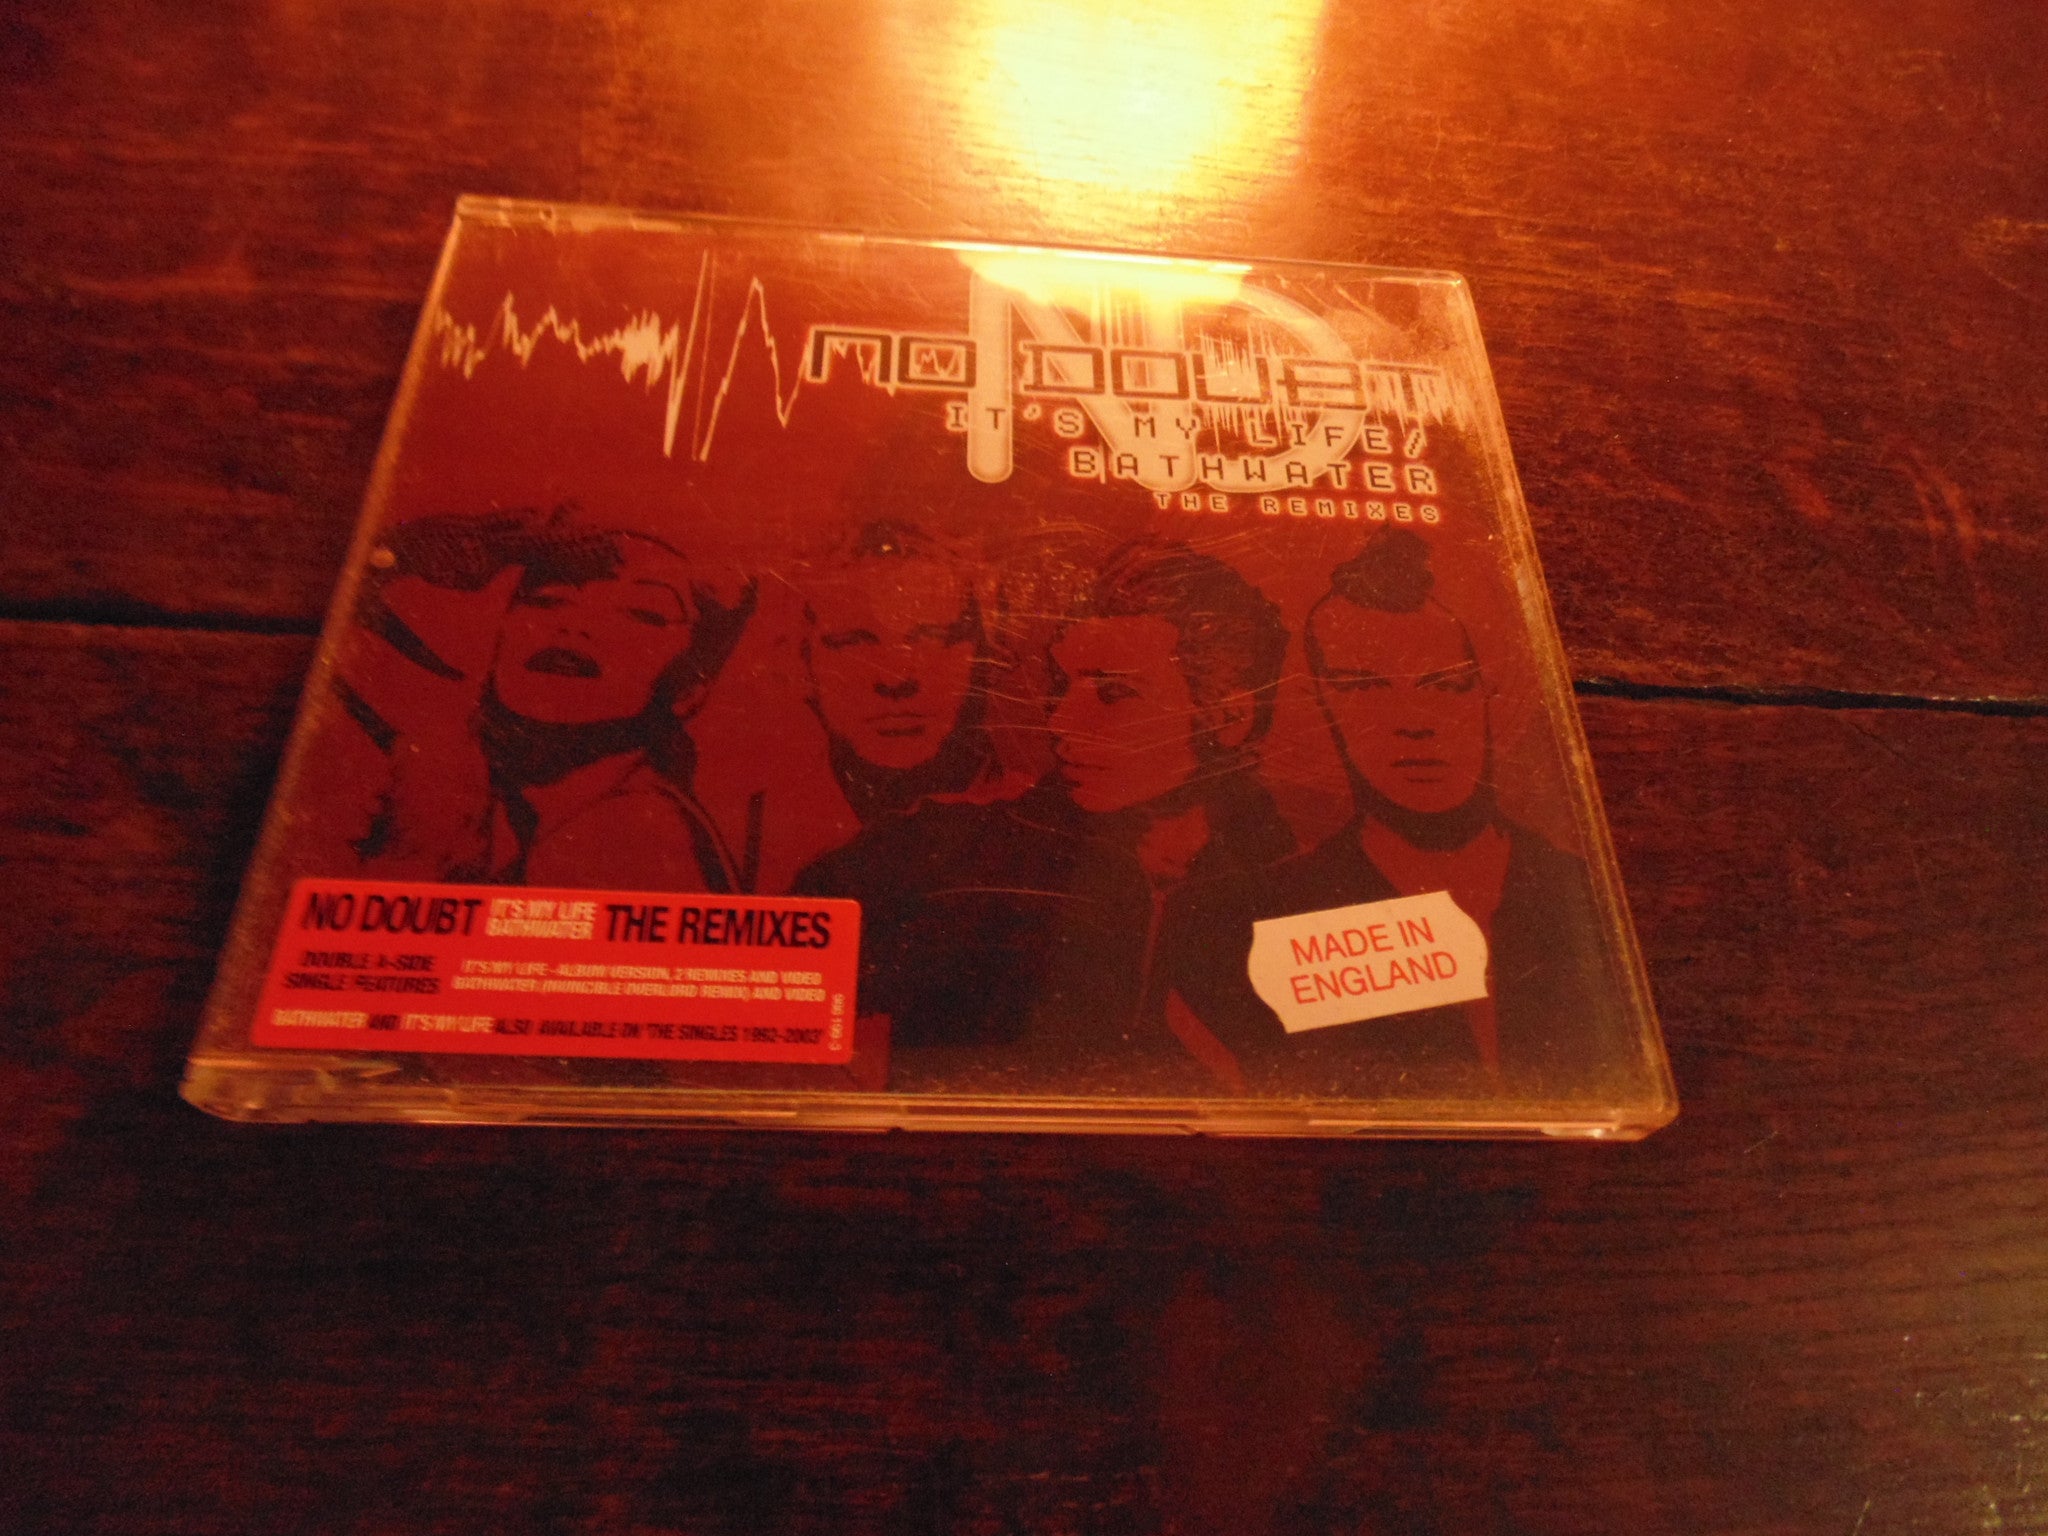 ND
NO DOUBT
IT'S MY LIFE/
BATHWATER
THE REMIXES
NO DOUBT IT'S MY LIFE BATHWATER THE REMIXES
DOUBLE A-SIDE
SINGLE FEATURES
IT'S MY LIFE - ALBUM VERSION, 2 REMIXES AND VIDEO
BATHWATER (INVINCIBLE OVERLORD REMIX) AND VIDEO
BATHWATER AND IT'S MY LIFE ALSO AVAILABLE ON 'THE SINGLES 1992-2003'
MADE IN
ENGLAND